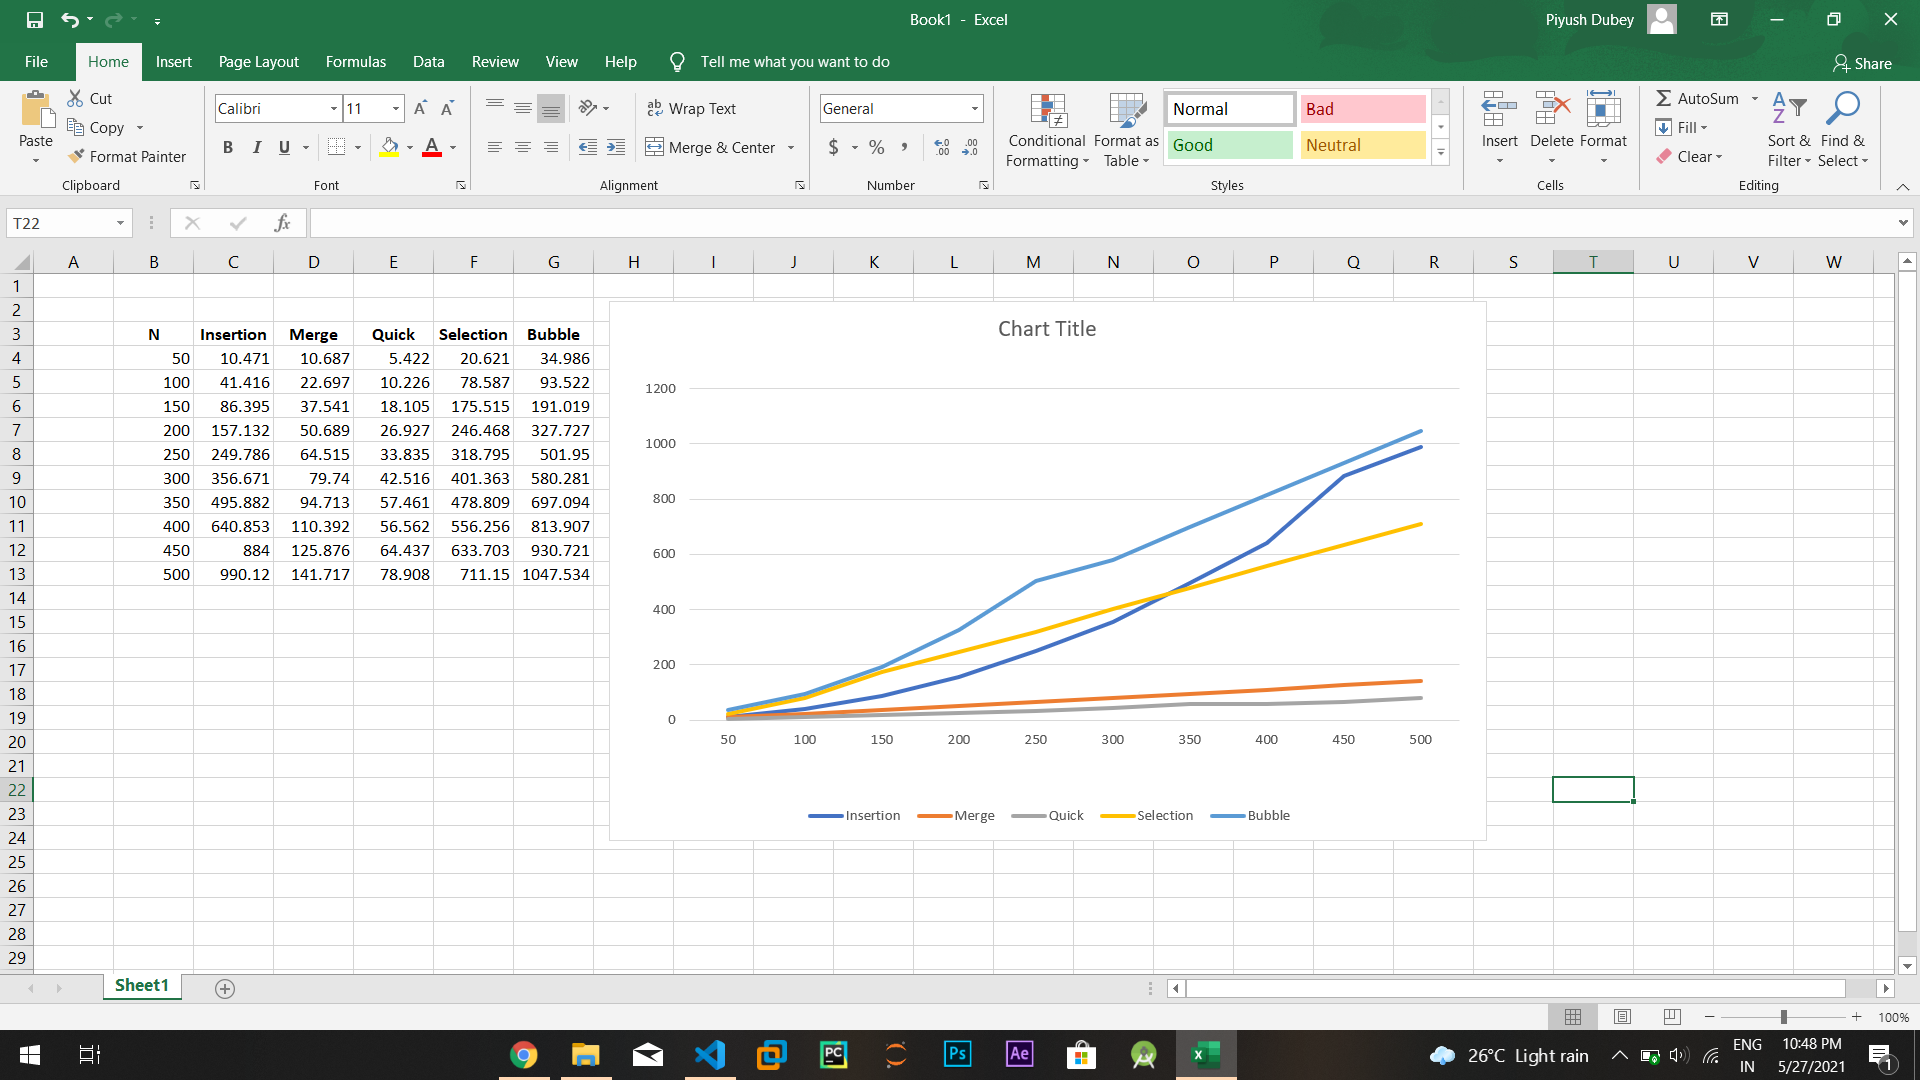 Book1 - Excel
Piyush Dubey
File Home Insert Page Layout Formulas Data Review View Help Tell me what you want to do
Share
Paste
Cut
Copy
Format Painter
Clipboard
Calibri 11
B I U
Font
Wrap Text
Merge & Center
Alignment
General
$ % ,
Number
Conditional Formatting
Format as Table
Normal Bad
Good Neutral
Styles
Insert Delete Format
Cells
AutoSum
Fill
Clear
Sort & Filter
Find & Select
Editing
T22
fx
A B C D E F G H I J K L M N O P Q R S T U V W
1
2
3 N Insertion Merge Quick Selection Bubble
4 50 10.471 10.687 5.422 20.621 34.986
5 100 41.416 22.697 10.226 78.587 93.522
6 150 86.395 37.541 18.105 175.515 191.019
7 200 157.132 50.689 26.927 246.468 327.727
8 250 249.786 64.515 33.835 318.795 501.95
9 300 356.671 79.74 42.516 401.363 580.281
10 350 495.882 94.713 57.461 478.809 697.094
11 400 640.853 110.392 56.562 556.256 813.907
12 450 884 125.876 64.437 633.703 930.721
13 500 990.12 141.717 78.908 711.15 1047.534
14
15
16
17
18
19
20
21
22
23
24
25
26
27
28
29
Chart Title
1200
1000
800
600
400
200
0
50 100 150 200 250 300 350 400 450 500
Insertion Merge Quick Selection Bubble
Sheet1
100%
PC
Ps
Ae
26°C Light rain
ENG
IN
10:48 PM
5/27/2021
1